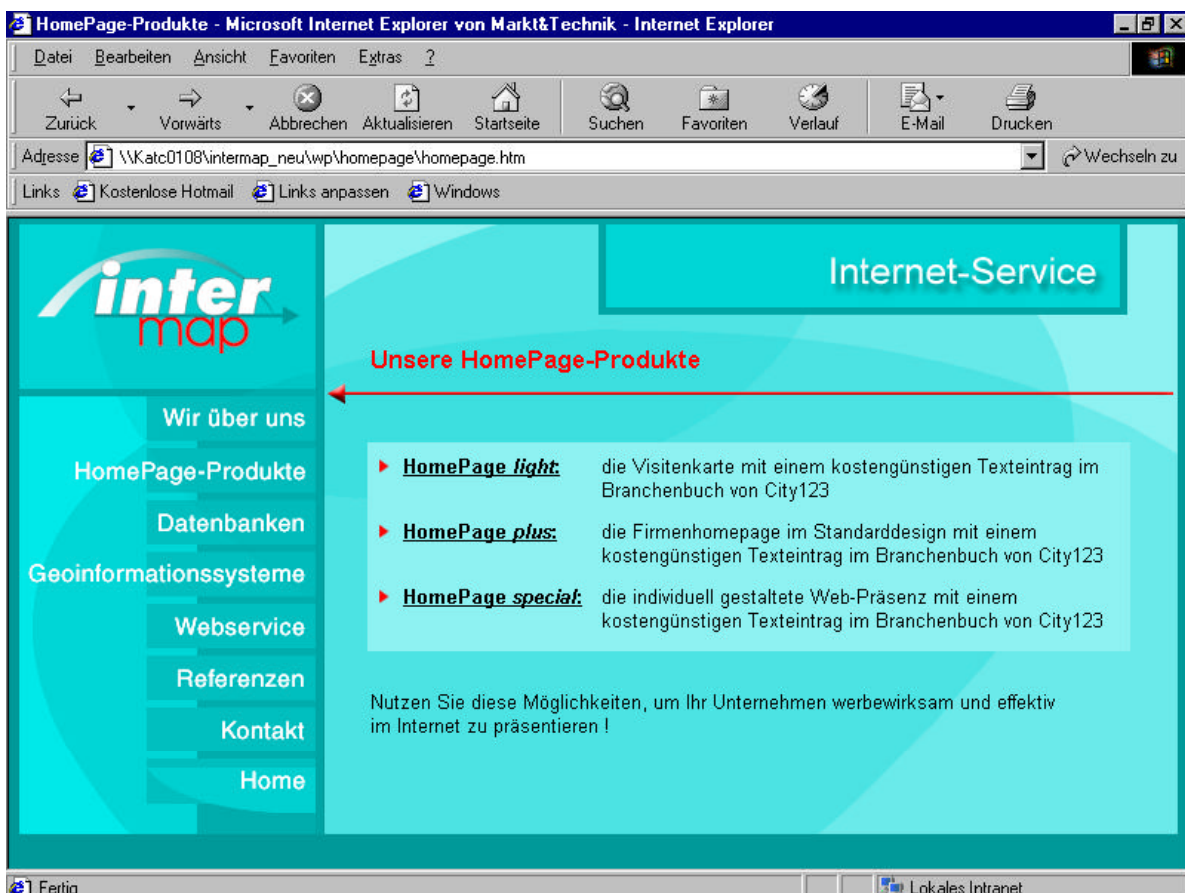 HomePage-Produkte - Microsoft Internet Explorer von Markt&Technik - Internet Explorer
Datei Bearbeiten Ansicht Favoriten Extras ?
Zurück Vorwärts Abbrechen Aktualisieren Startseite Suchen Favoriten Verlauf E-Mail Drucken
Adresse \\Katc0108\intermap_neu\wp\homepage\homepage.htm Wechseln zu
Links Kostenlose Hotmail Links anpassen Windows
inter
map
Internet-Service
Unsere HomePage-Produkte
Wir über uns
HomePage-Produkte
Datenbanken
Geoinformationssysteme
Webservice
Referenzen
Kontakt
Home
HomePage light: die Visitenkarte mit einem kostengünstigen Texteintrag im
Branchenbuch von City123
HomePage plus: die Firmenhomepage im Standarddesign mit einem
kostengünstigen Texteintrag im Branchenbuch von City123
HomePage special: die individuell gestaltete Web-Präsenz mit einem
kostengünstigen Texteintrag im Branchenbuch von City123
Nutzen Sie diese Möglichkeiten, um Ihr Unternehmen werbewirksam und effektiv
im Internet zu präsentieren !
Fertig Lokales Intranet